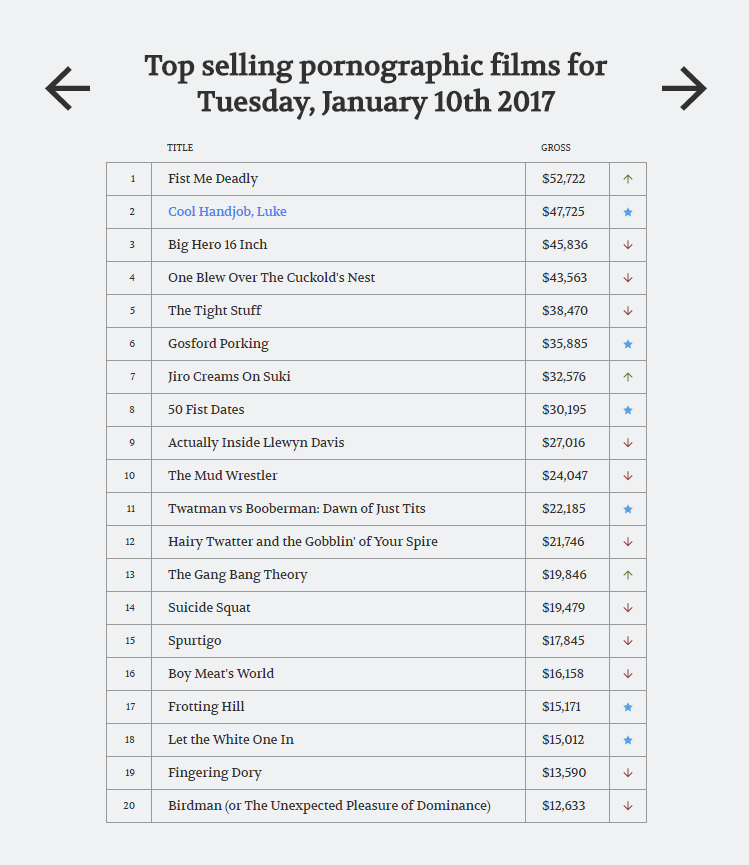 Top selling pornographic films for
Tuesday, January 10th 2017
TITLE GROSS
1 Fist Me Deadly $52,722
2 Cool Handjob, Luke $47,725
3 Big Hero 16 Inch $45,836
4 One Blew Over The Cuckold's Nest $43,563
5 The Tight Stuff $38,470
6 Gosford Porking $35,885
7 Jiro Creams On Suki $32,576
8 50 Fist Dates $30,195
9 Actually Inside Llewyn Davis $27,016
10 The Mud Wrestler $24,047
11 Twatman vs Booberman: Dawn of Just Tits $22,185
12 Hairy Twatter and the Gobblin' of Your Spire $21,746
13 The Gang Bang Theory $19,846
14 Suicide Squat $19,479
15 Spurtigo $17,845
16 Boy Meat's World $16,158
17 Frotting Hill $15,171
18 Let the White One In $15,012
19 Fingering Dory $13,590
20 Birdman (or The Unexpected Pleasure of Dominance) $12,633